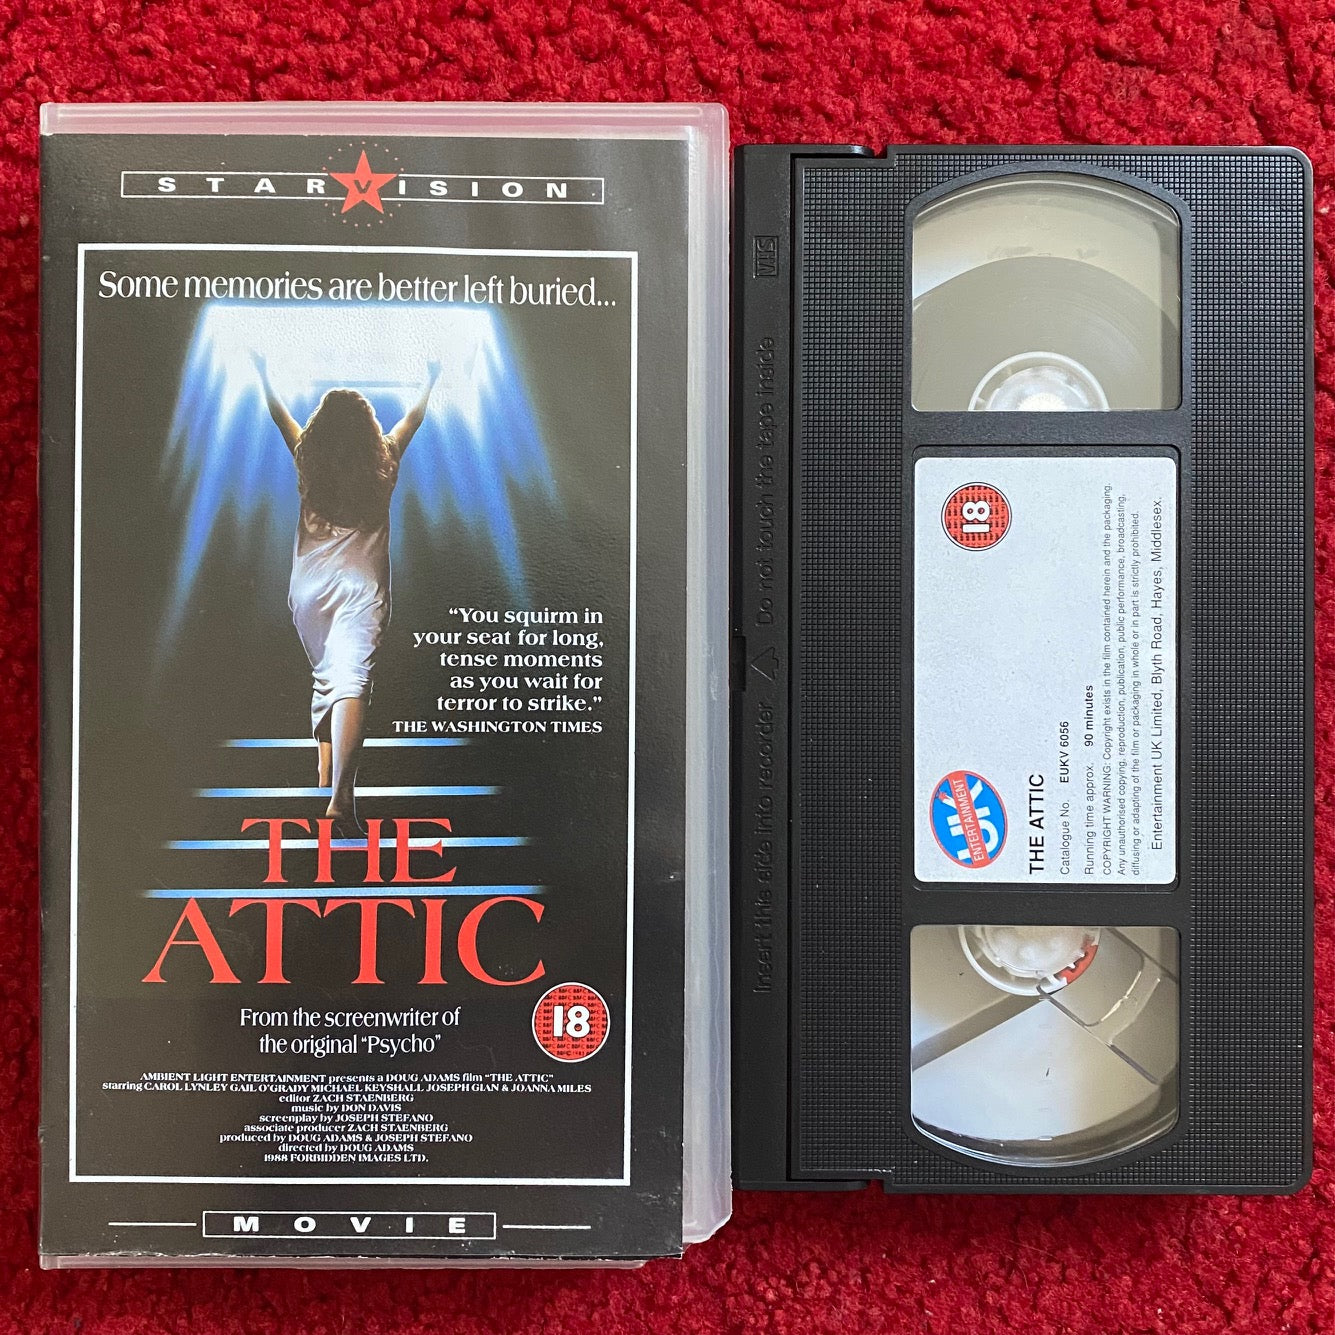 STARVISION
Some memories are better left buried...
“You squirm in
your seat for long,
tense moments
as you wait for
terror to strike.”
THE WASHINGTON TIMES
THE
ATTIC
From the screenwriter of
the original “Psycho”
18
AMBIENT LIGHT ENTERTAINMENT presents a DOUG ADAMS film “THE ATTIC”
starring CAROL LYNLEY GAIL O'GRADY MICHAEL KEYSHALL JOSEPH GIAN & JOANNA MILES
editor ZACH STAENBERG
music by DON DAVIS
screenplay by JOSEPH STEFANO
associate producer ZACH STAENBERG
produced by DOUG ADAMS & JOSEPH STEFANO
directed by DOUG ADAMS
1988 FORBIDDEN IMAGES LTD.
MOVIE
VHS
Insert this side into recorder Do not touch the tape inside
18
UK
ENTERTAINMENT
THE ATTIC
Catalogue No. EUKV 6056
Running time approx. 90 minutes
COPYRIGHT WARNING: Copyright exists in the film contained herein and the packaging.
Any unauthorised copying, reproduction, publication, public performance, broadcasting,
diffusing or adapting of the film or packaging in whole or in part is strictly prohibited.
Entertainment UK Limited, Blyth Road, Hayes, Middlesex.